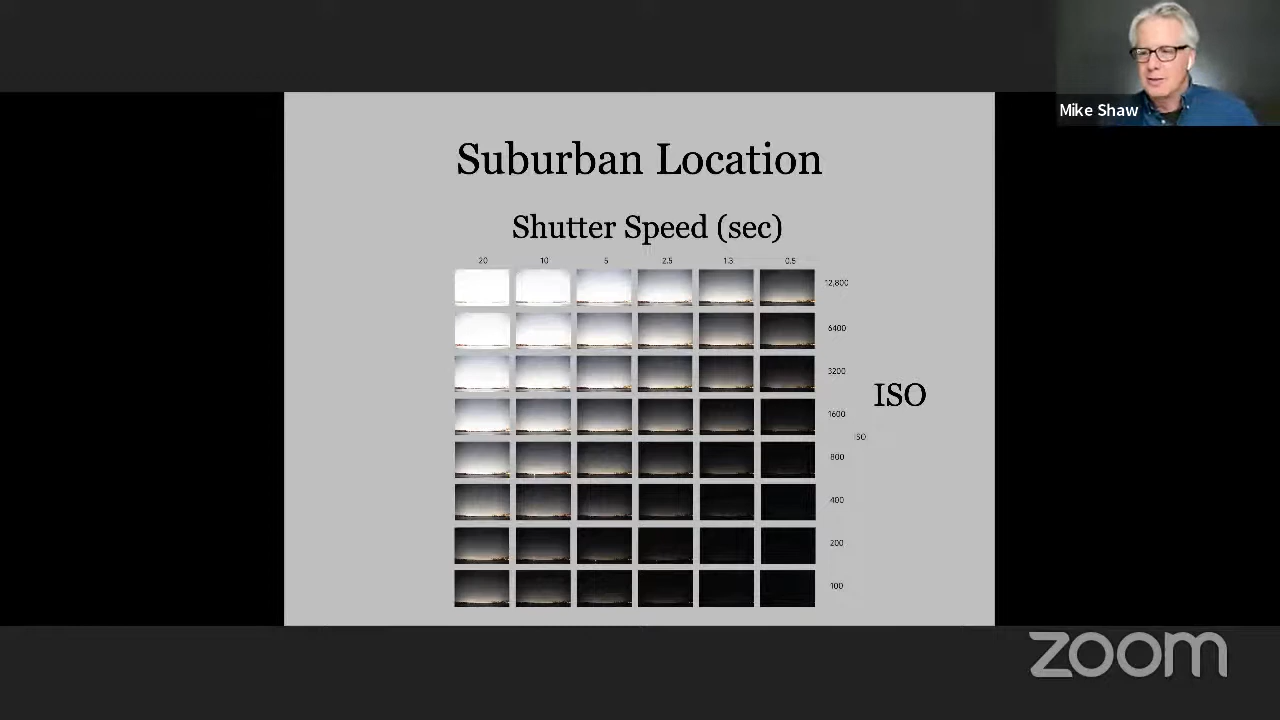 Mike Shaw
Suburban Location
Shutter Speed (sec)
20 10 5 2.5 1.3 0.5
12,800
6400
3200
ISO
1600
ISO
800
400
200
100
zoom